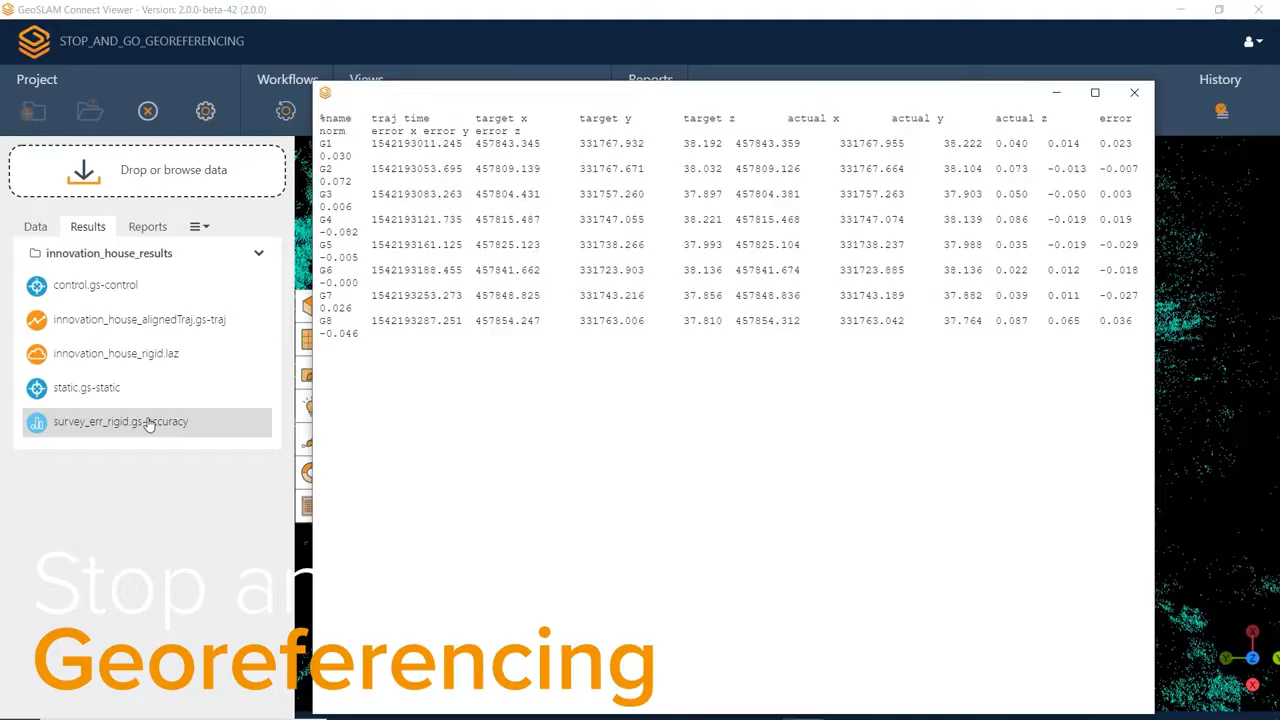 GeoSLAM Connect Viewer - Version: 2.0.0-beta-42 (2.0.0)
STOP_AND_GO_GEOREFERENCING
Project
Workflows
Views
Reports
History
Drop or browse data
Data Results Reports
innovation_house_results
control.gs-control
innovation_house_alignedTraj.gs-traj
innovation_house_rigid.laz
static.gs-static
survey_err_rigid.gs-accuracy
%name traj time target x target y target z actual x actual y actual z error
norm error x error y error z
G1 1542193011.245 457843.345 331767.932 38.192 457843.359 331767.955 38.222 0.040 0.014 0.023
0.030
G2 1542193053.695 457809.139 331767.671 38.032 457809.126 331767.664 38.104 0.073 -0.013 -0.007
0.072
G3 1542193083.263 457804.431 331757.260 37.897 457804.381 331757.263 37.903 0.050 -0.050 0.003
0.006
G4 1542193121.735 457815.487 331747.055 38.221 457815.468 331747.074 38.139 0.086 -0.019 0.019
-0.082
G5 1542193161.125 457825.123 331738.266 37.993 457825.104 331738.237 37.988 0.035 -0.019 -0.029
-0.005
G6 1542193188.455 457841.662 331723.903 38.136 457841.674 331723.885 38.136 0.022 0.012 -0.018
-0.000
G7 1542193253.273 457848.825 331743.216 37.856 457848.836 331743.189 37.882 0.039 0.011 -0.027
0.026
G8 1542193287.251 457854.247 331763.006 37.810 457854.312 331763.042 37.764 0.087 0.065 0.036
-0.046
Stop an
Georeferencing
X
Y
Z
X